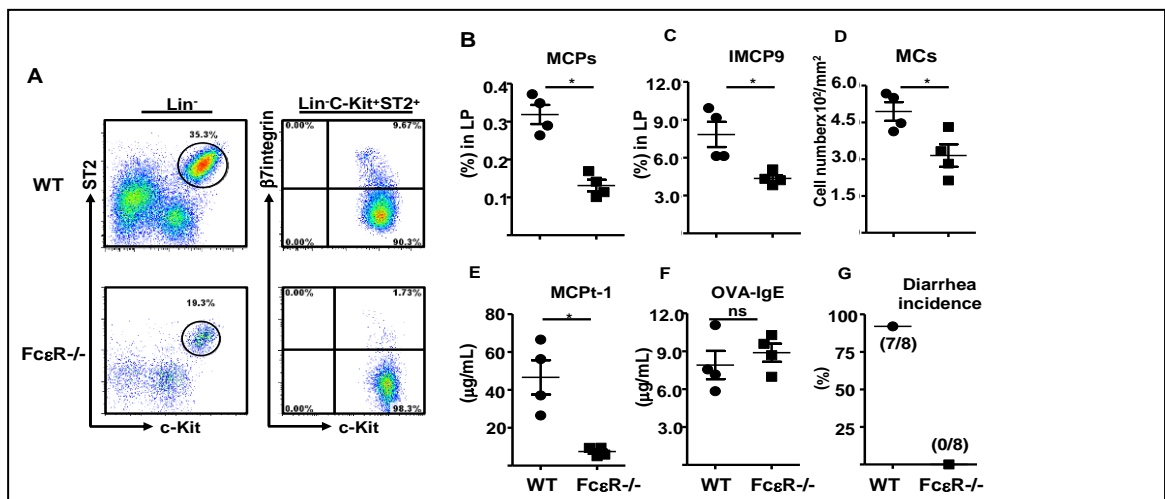 A
Lin-
Lin-C-Kit+ST2+
WT
ST2
35.3%
β7integrin
0.00%
9.67%
0.00%
90.3%
FcεR-/-
19.3%
0.00%
1.73%
0.00%
98.3%
c-Kit
c-Kit
B
MCPs
(%) in LP
0.4
0.3
0.2
0.1
*
C
IMCP9
(%) in LP
12.0
9.0
6.0
3.0
*
D
MCs
Cell numberx10²/mm²
6.0
4.5
3.0
1.5
*
E
MCPt-1
(μg/mL)
60
40
20
0
*
WT
FcεR-/-
F
OVA-IgE
ns
(μg/mL)
12.0
9.0
6.0
3.0
0
WT
FcεR-/-
G
Diarrhea
incidence
(%)
100
75
50
25
0
(7/8)
(0/8)
WT
FcεR-/-